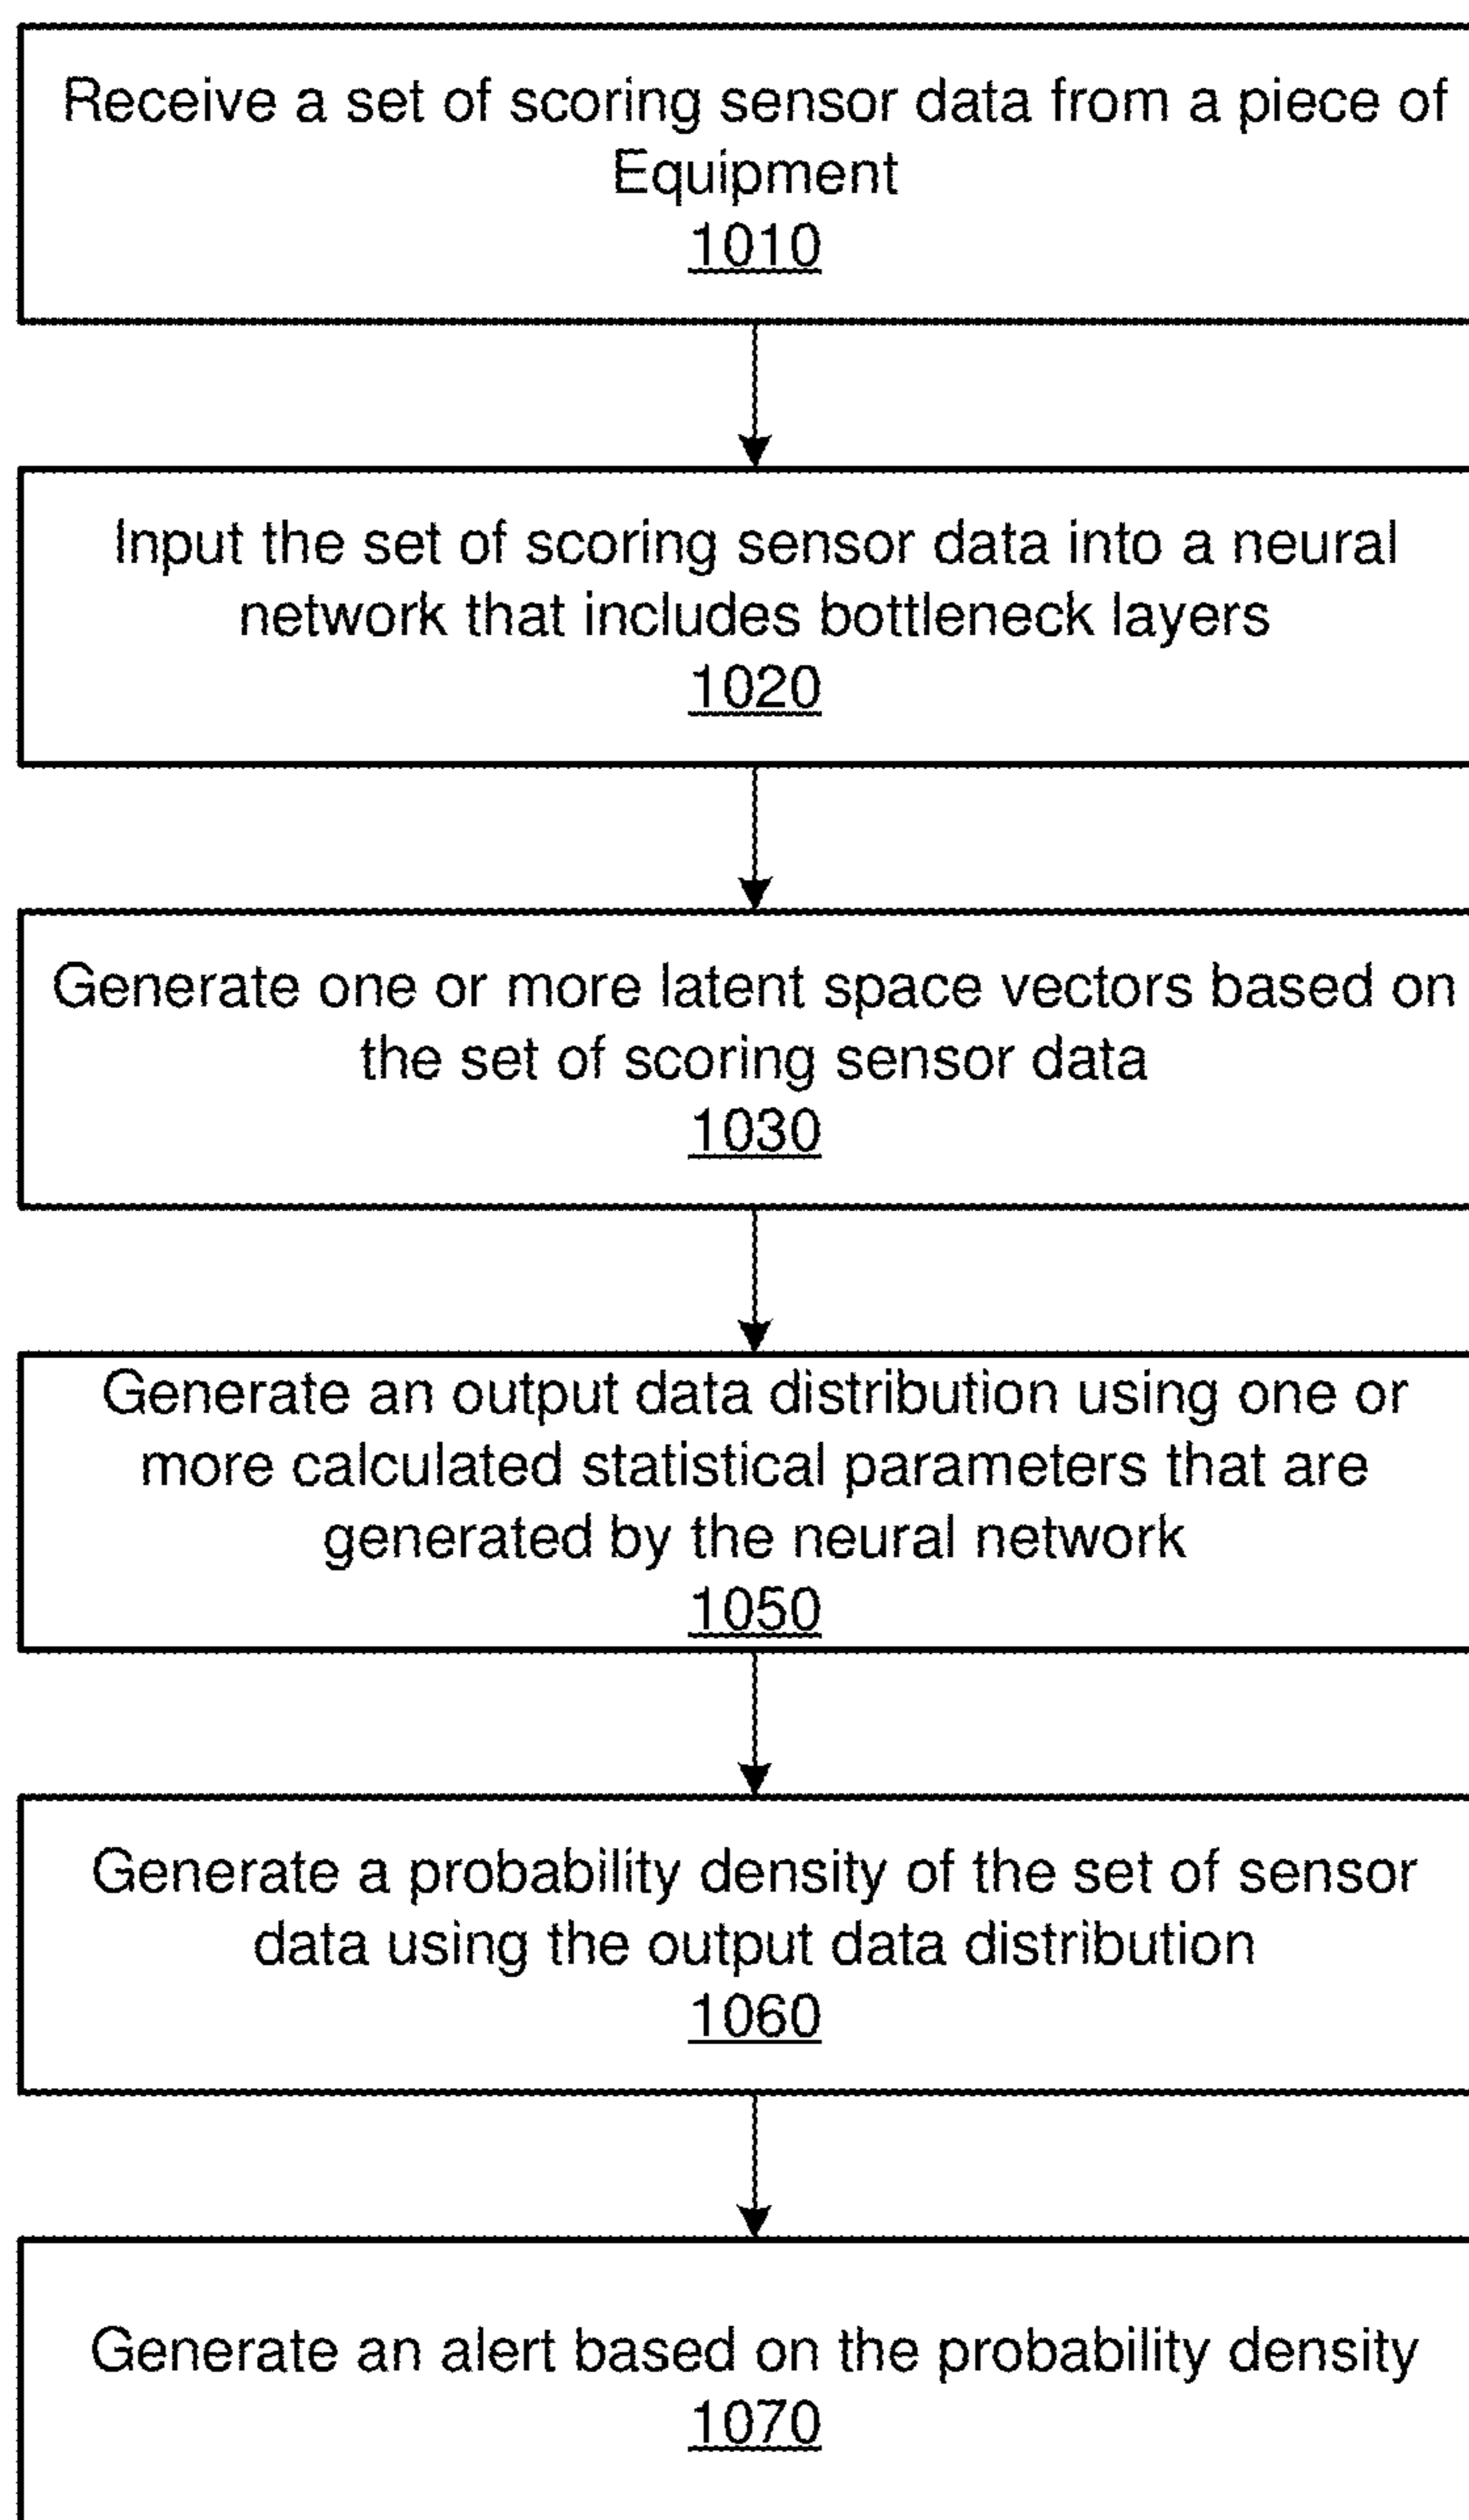 Receive a set of scoring sensor data from a piece of
Equipment
1010
Input the set of scoring sensor data into a neural
network that includes bottleneck layers
1020
Generate one or more latent space vectors based on
the set of scoring sensor data
1030
Generate an output data distribution using one or
more calculated statistical parameters that are
generated by the neural network
1050
Generate a probability density of the set of sensor
data using the output data distribution
1060
Generate an alert based on the probability density
1070